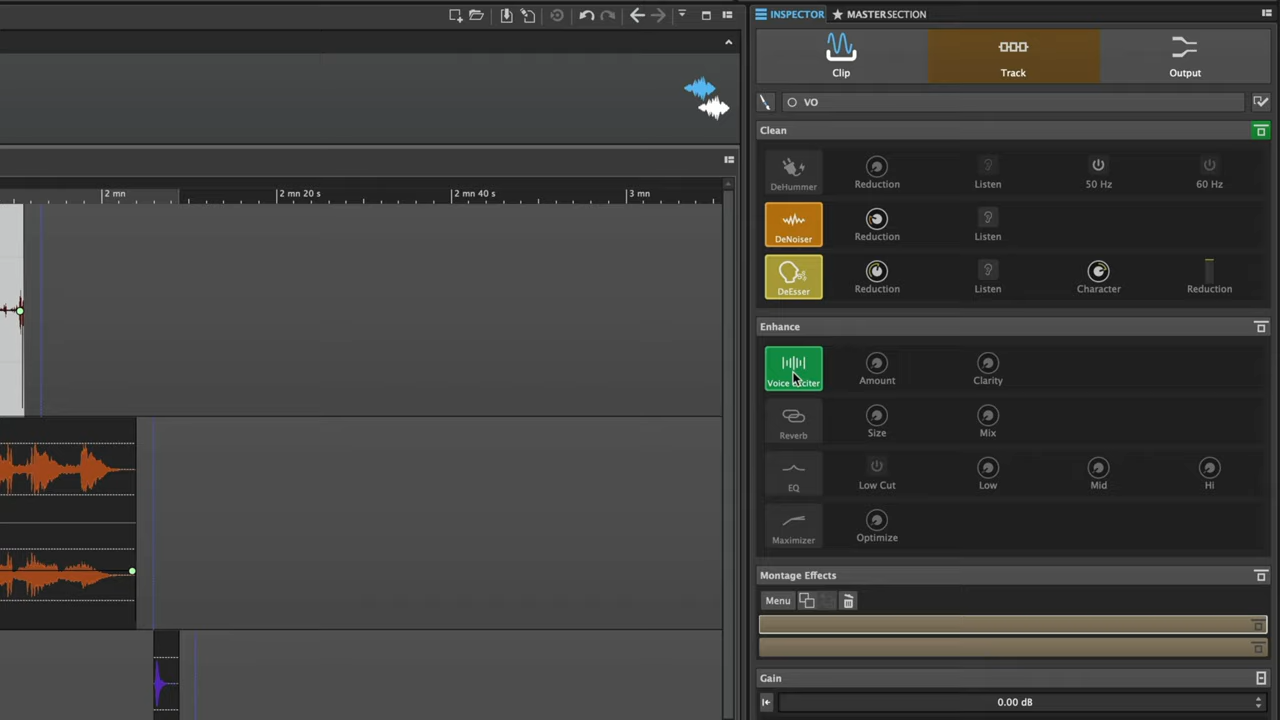 INSPECTOR
MASTERSECTION
Clip
Track
Output
VO
Clean
DeHummer
Reduction
Listen
50 Hz
60 Hz
2 mn
2 mn 20 s
2 mn 40 s
3 mn
DeNoiser
Reduction
Listen
DeEsser
Reduction
Listen
Character
Reduction
Enhance
Voice Exciter
Amount
Clarity
Reverb
Size
Mix
EQ
Low Cut
Low
Mid
Hi
Maximizer
Optimize
Montage Effects
Menu
Gain
0.00 dB